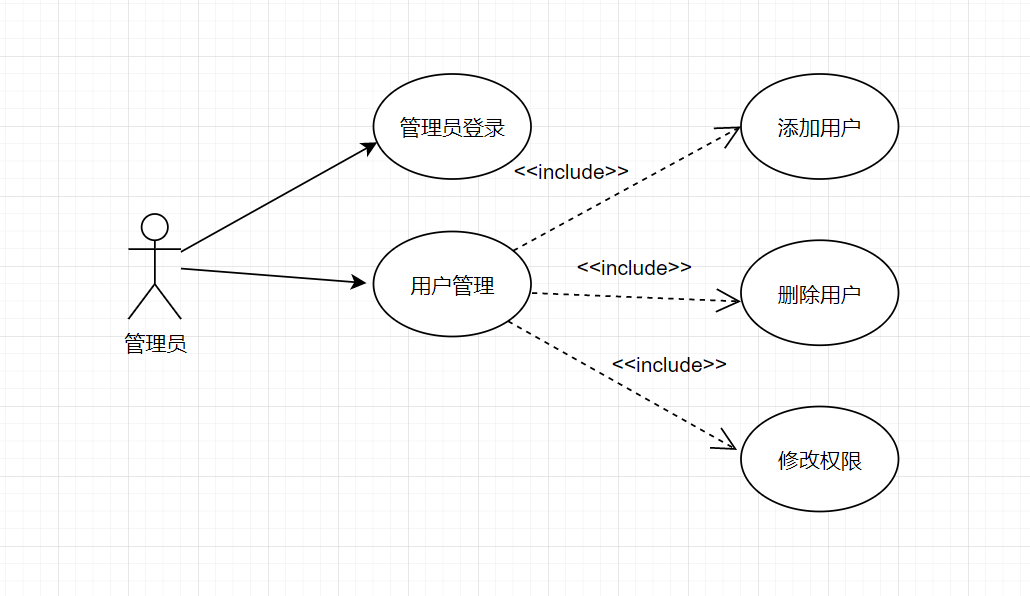 管理员登录
添加用户
<<include>>
用户管理
<<include>>
删除用户
管理员
<<include>>
修改权限